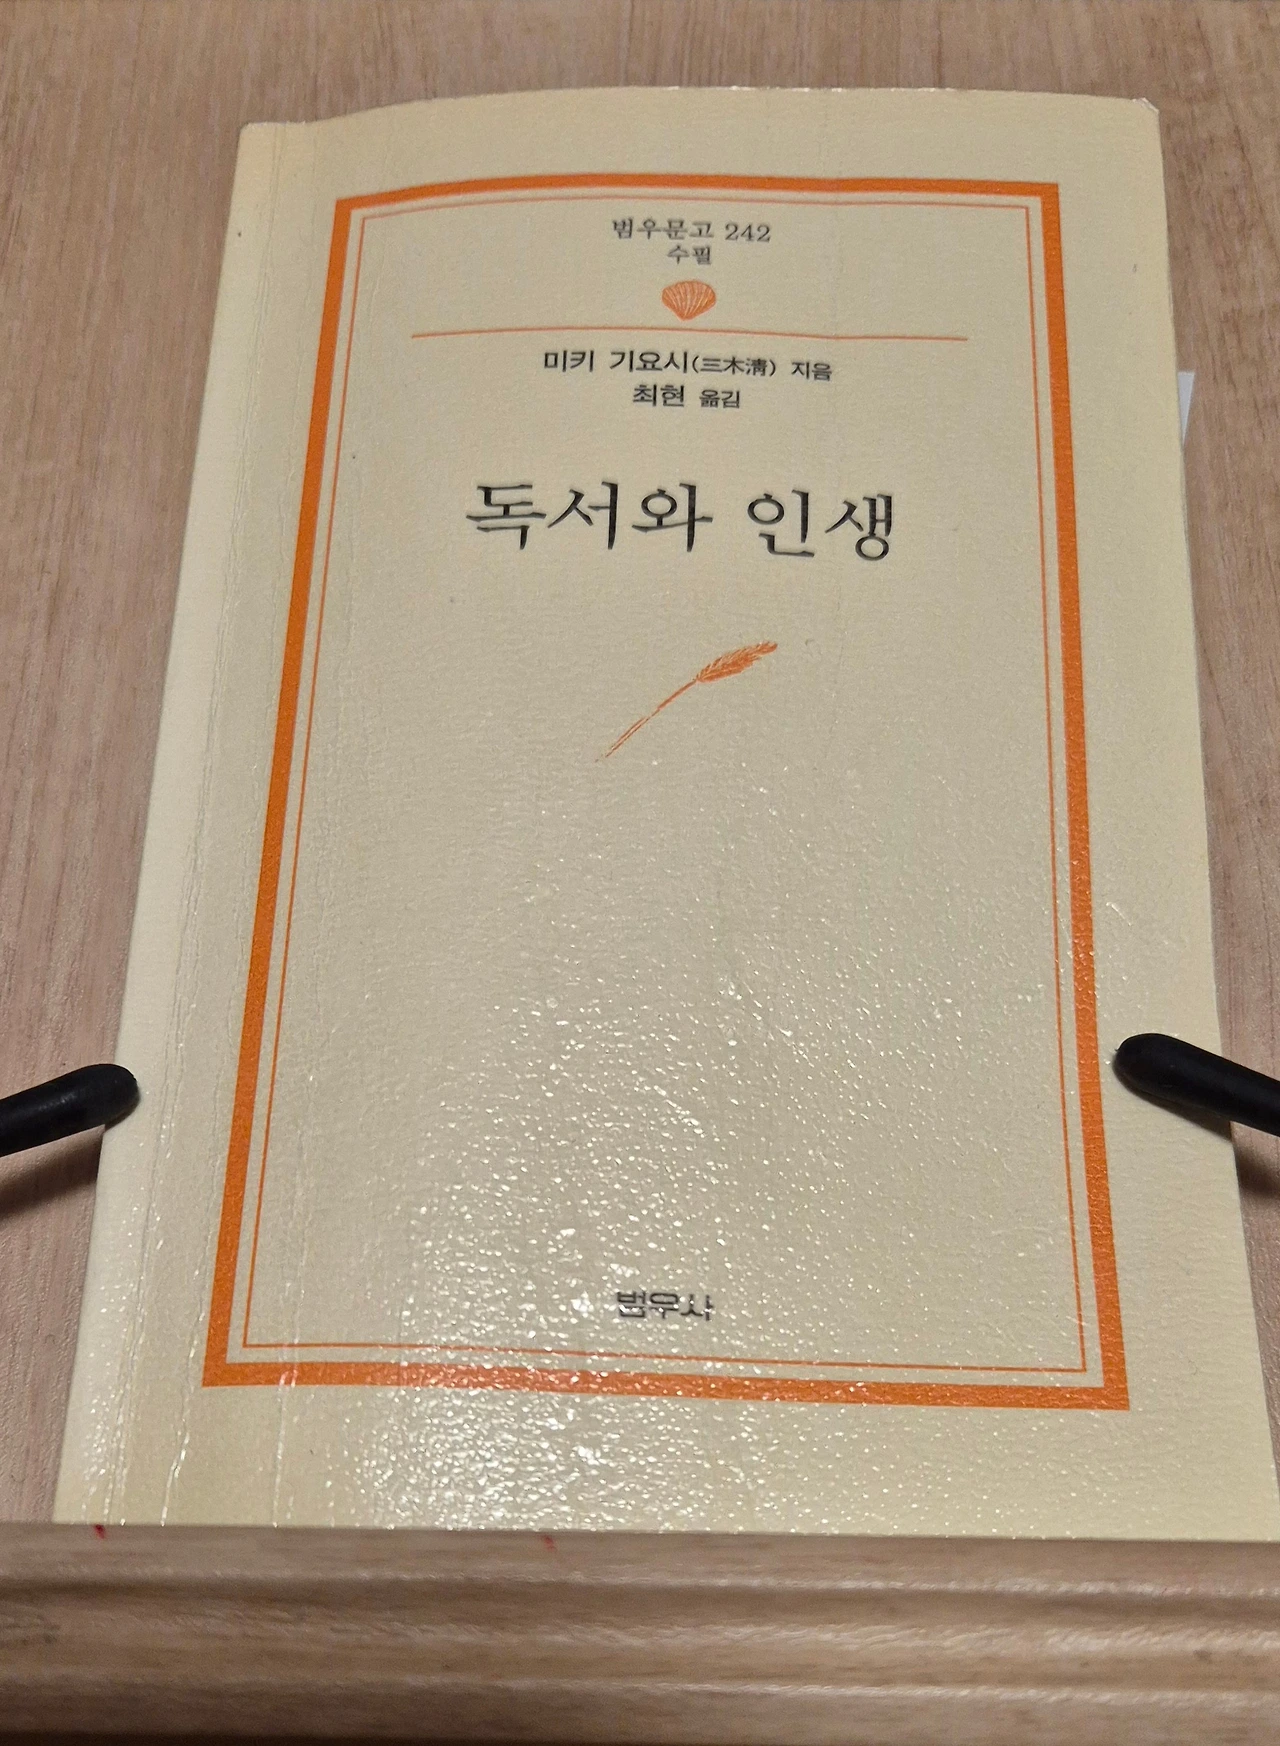 범우문고 242
수필
미키 기요시(三木淸) 지음
최현 옮김
독서와 인생
범우사